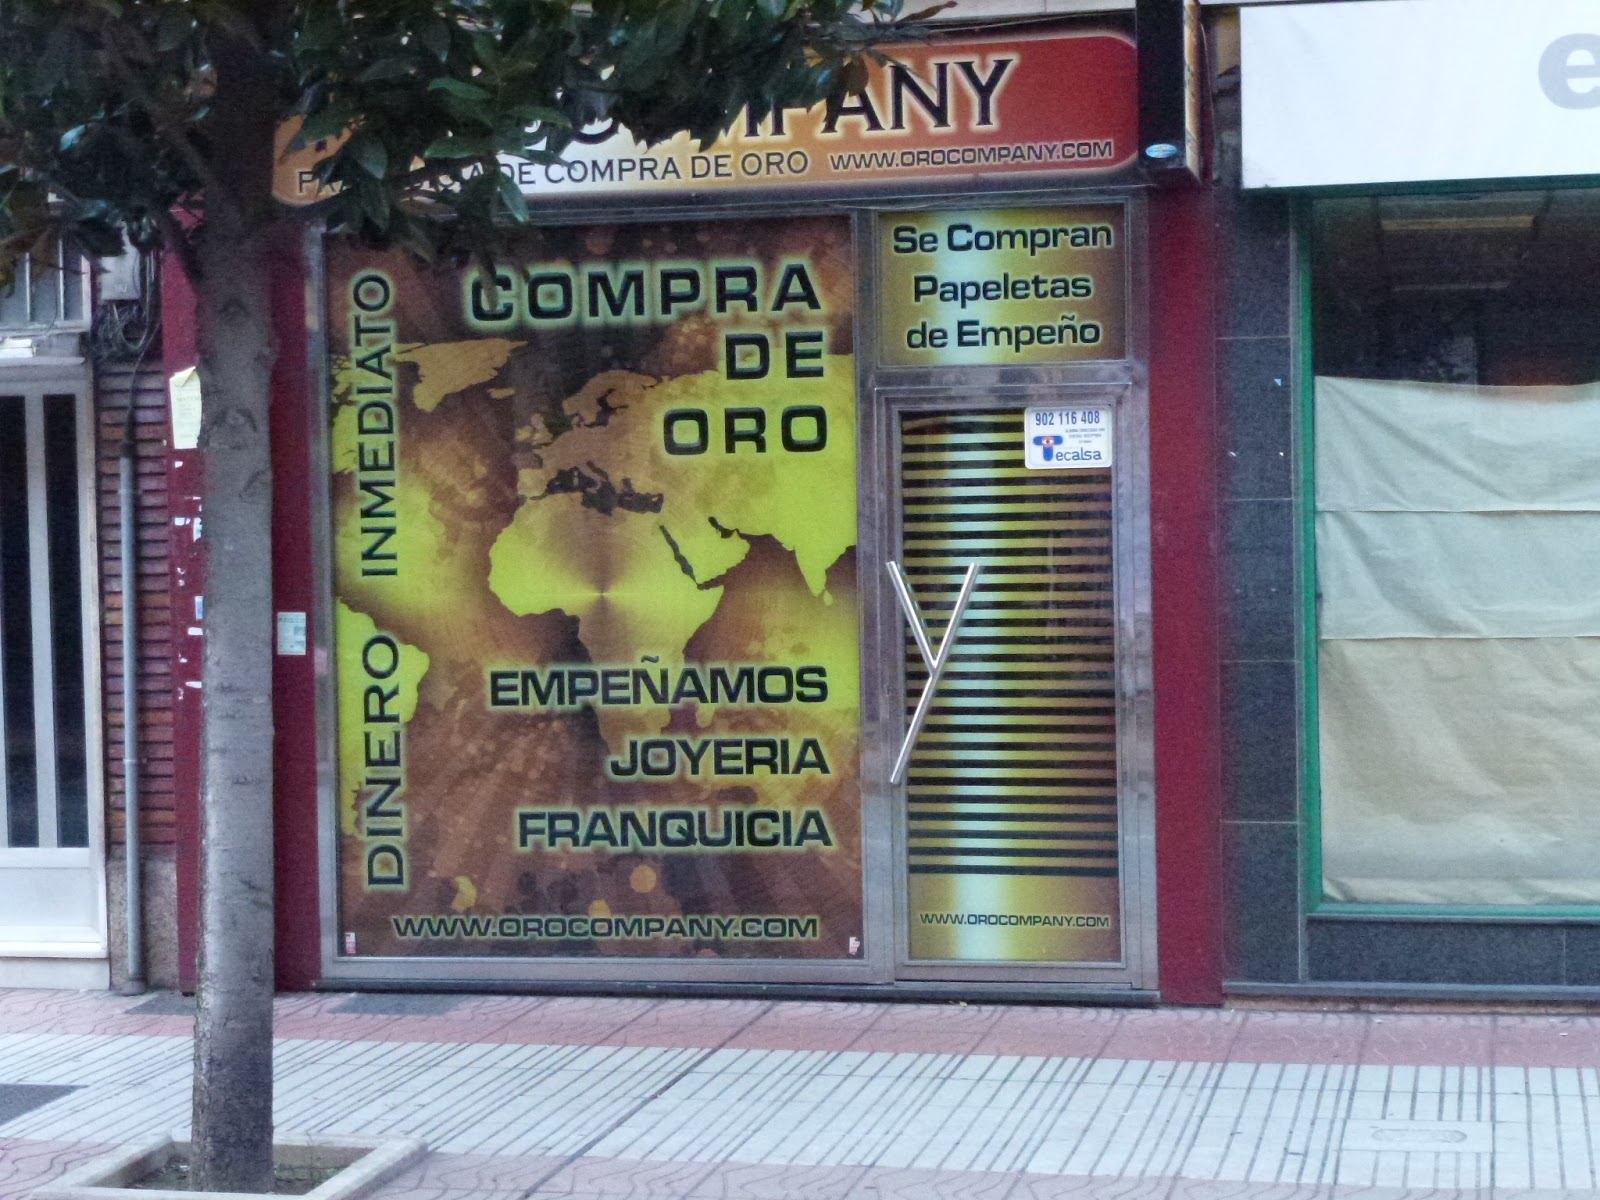 COMPANY
DE COMPRA DE ORO WWW.OROCOMPANY.COM
COMPRA
DE
ORO
DINERO INMEDIATO
EMPEÑAMOS
JOYERIA
FRANQUICIA
WWW.OROCOMPANY.COM
Se Compran
Papeletas
de Empeño
902 116 408
Tecalsa
WWW.OROCOMPANY.COM
e